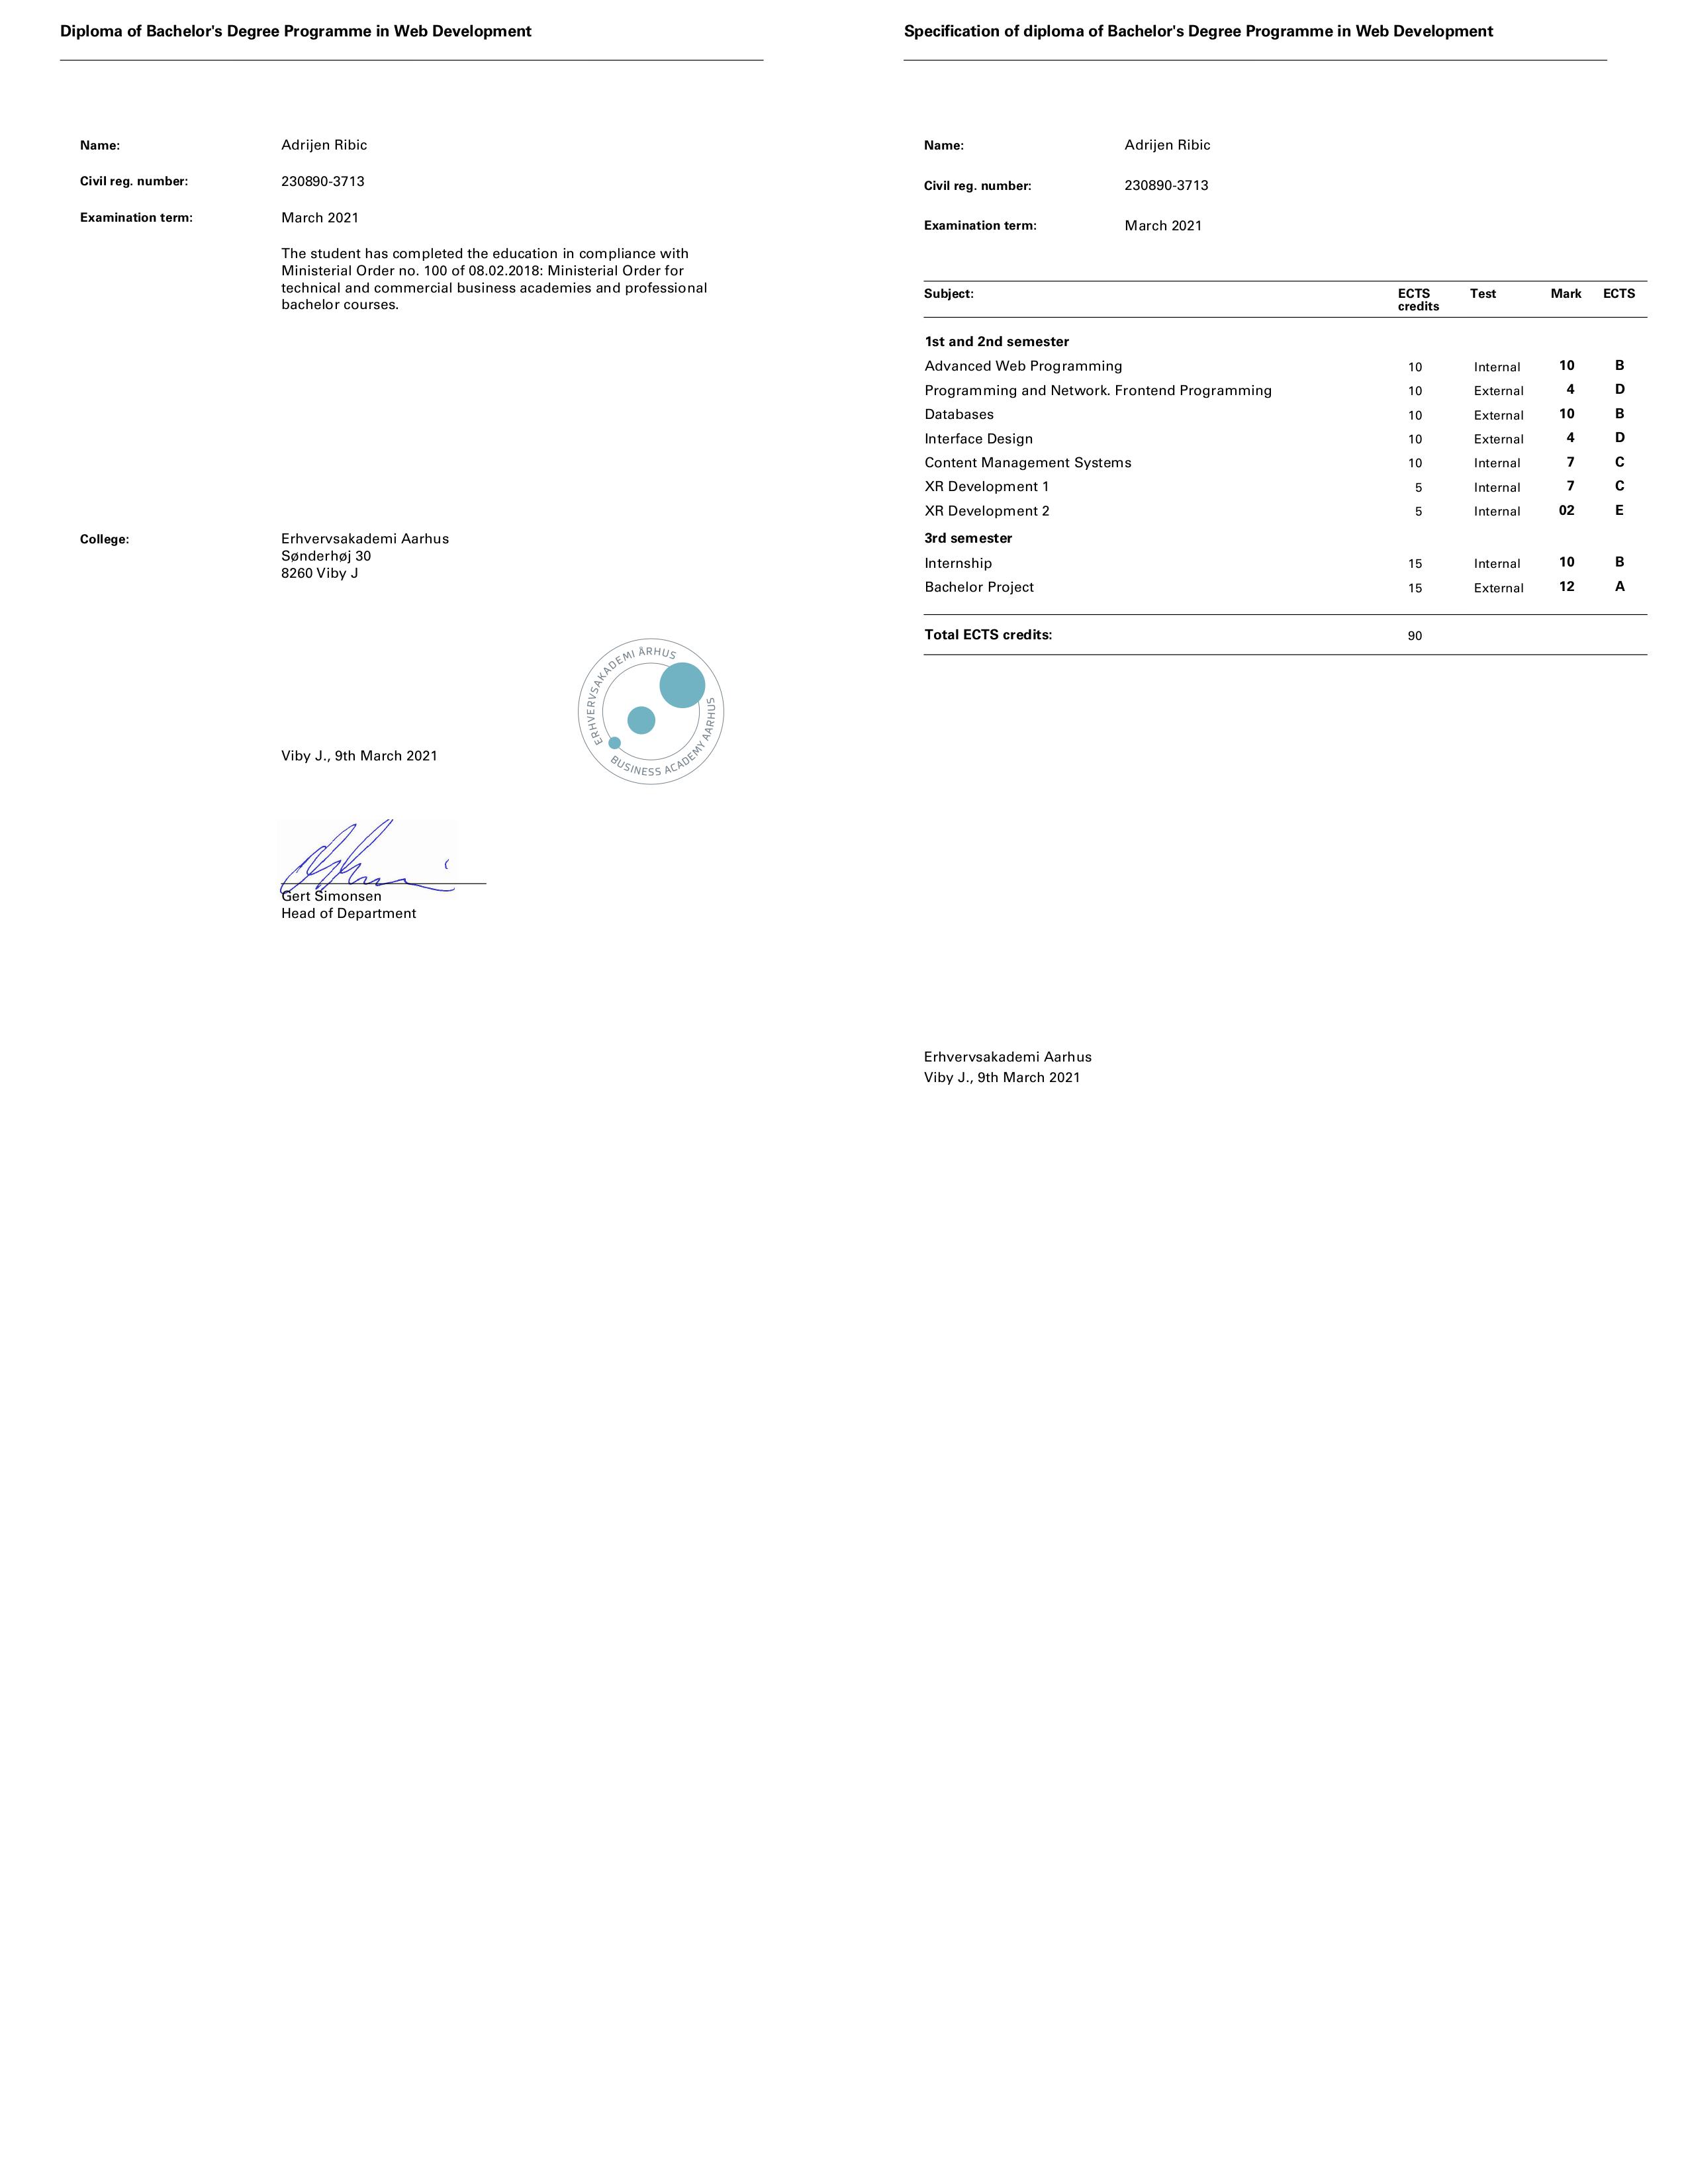 Diploma of Bachelor's Degree Programme in Web Development
Name: Adrijen Ribic
Civil reg. number: 230890-3713
Examination term: March 2021
The student has completed the education in compliance with
Ministerial Order no. 100 of 08.02.2018: Ministerial Order for
technical and commercial business academies and professional
bachelor courses.
College: Erhvervsakademi Aarhus
Sønderhøj 30
8260 Viby J
ERHVERVSAKADEMI ÅRHUS
BUSINESS ACADEMY AARHUS
Viby J., 9th March 2021
Gert Simonsen
Head of Department
Specification of diploma of Bachelor's Degree Programme in Web Development
Name: Adrijen Ribic
Civil reg. number: 230890-3713
Examination term: March 2021
Subject: ECTS credits Test Mark ECTS
1st and 2nd semester
Advanced Web Programming 10 Internal 10 B
Programming and Network. Frontend Programming 10 External 4 D
Databases 10 External 10 B
Interface Design 10 External 4 D
Content Management Systems 10 Internal 7 C
XR Development 1 5 Internal 7 C
XR Development 2 5 Internal 02 E
3rd semester
Internship 15 Internal 10 B
Bachelor Project 15 External 12 A
Total ECTS credits: 90
Erhvervsakademi Aarhus
Viby J., 9th March 2021